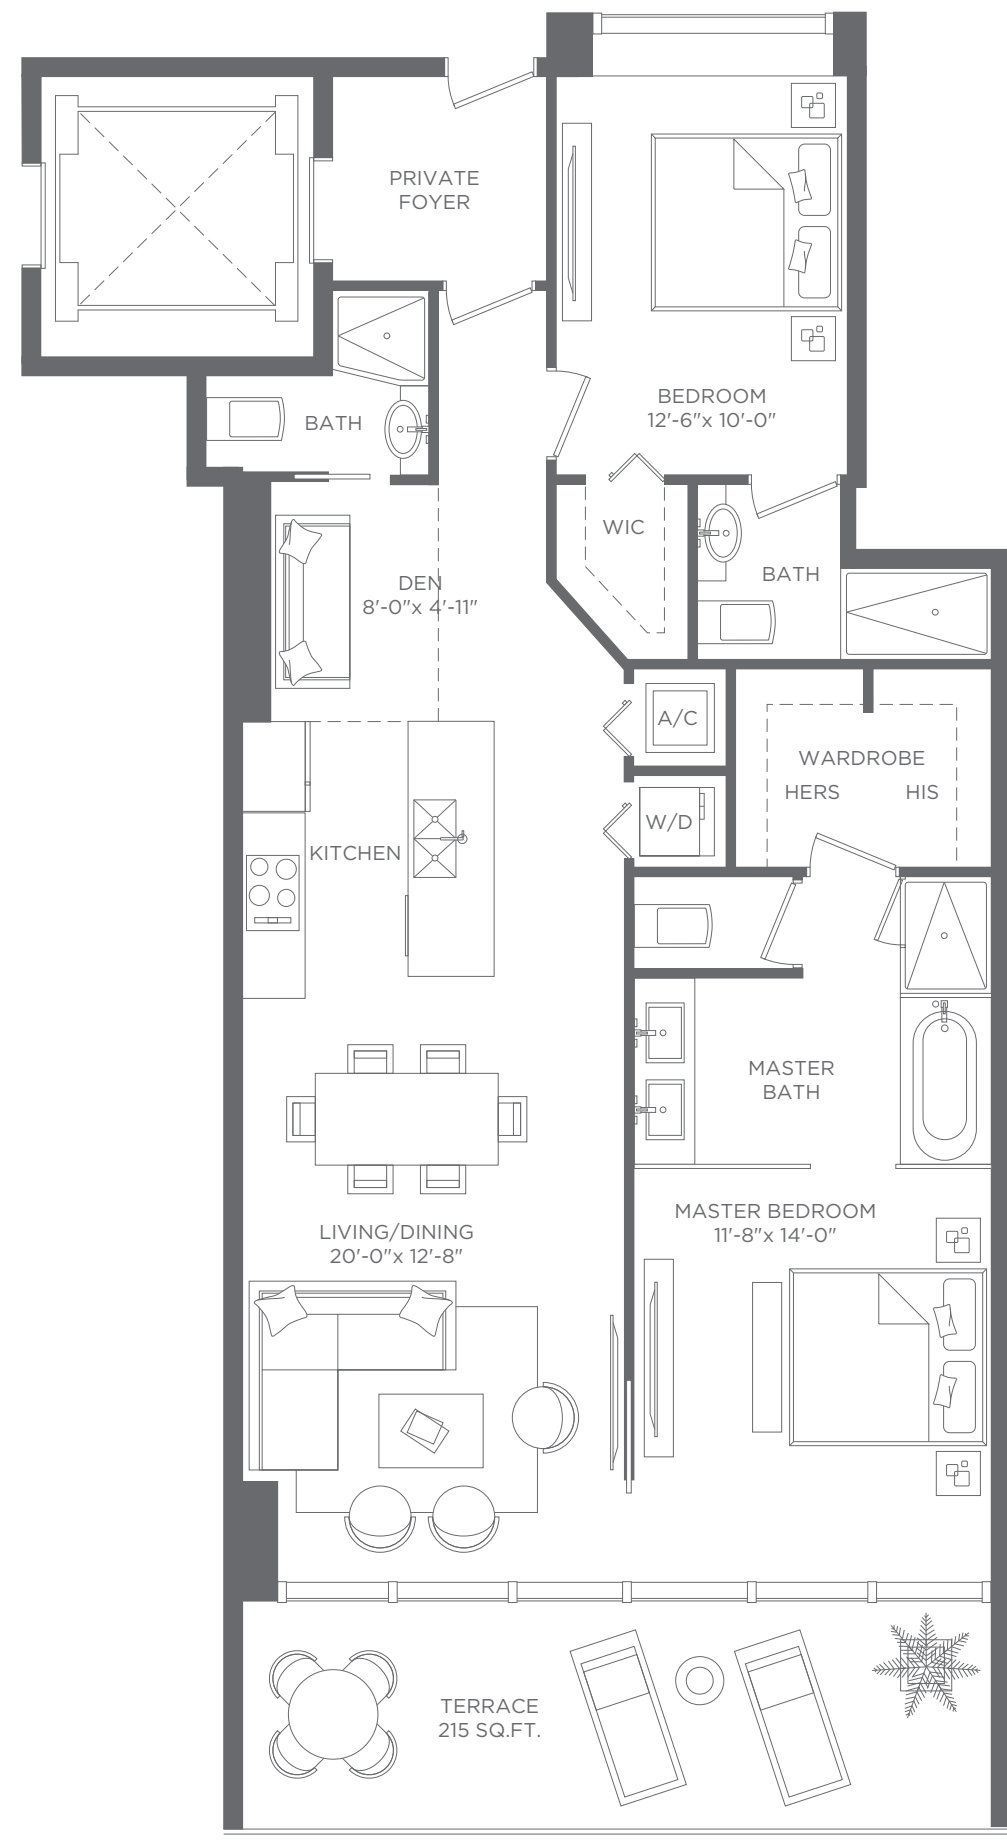 PRIVATE
FOYER
BEDROOM
12'-6"x 10'-0"
BATH
WIC
BATH
DEN
8'-0"x 4'-11"
A/C
WARDROBE
HERS HIS
W/D
KITCHEN
MASTER
BATH
MASTER BEDROOM
11'-8"x 14'-0"
LIVING/DINING
20'-0"x 12'-8"
TERRACE
215 SQ.FT.